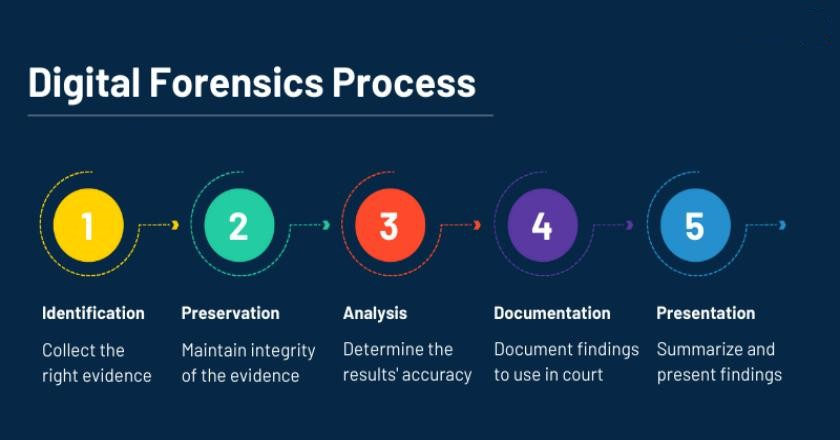 Digital Forensics Process
1
2
3
4
5
Identification
Collect the
right evidence
Preservation
Maintain integrity
of the evidence
Analysis
Determine the
results' accuracy
Documentation
Document findings
to use in court
Presentation
Summarize and
present findings